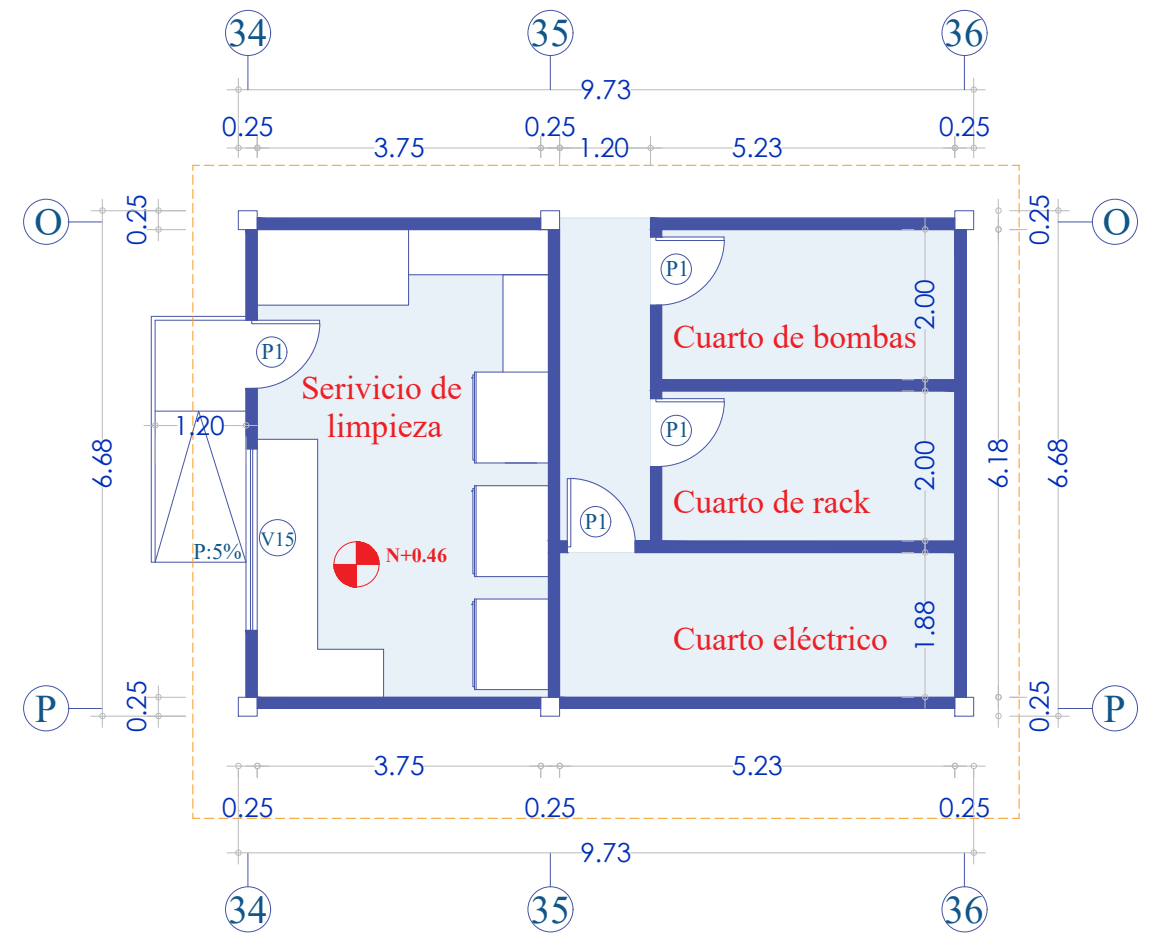 34 35 36
9.73
0.25 0.25 0.25
3.75 1.20 5.23
O 0.25 0.25 O
P1
2.00
Cuarto de bombas
P1
Serivicio de
limpieza
1.20
P1
6.68 2.00 6.18 6.68
Cuarto de rack
P1
V15
P:5%
N+0.46
1.88
Cuarto eléctrico
P 0.25 0.25 P
3.75 5.23
0.25 0.25 0.25
9.73
34 35 36